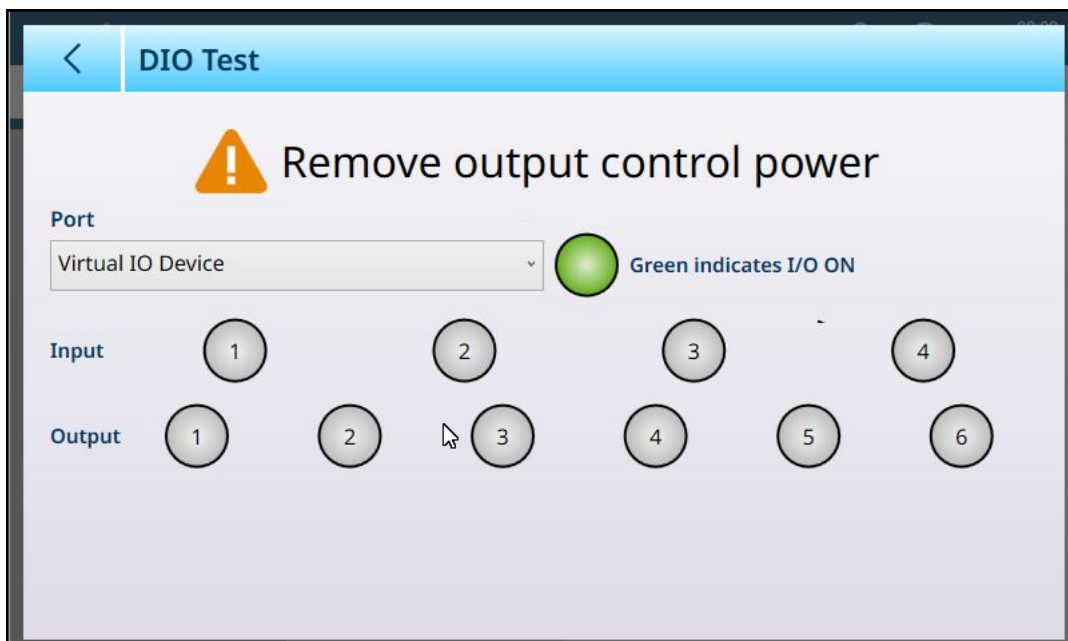 DIO Test
Remove output control power
Port
Virtual IO Device
Green indicates I/O ON
Input 1 2 3 4
Output 1 2 3 4 5 6